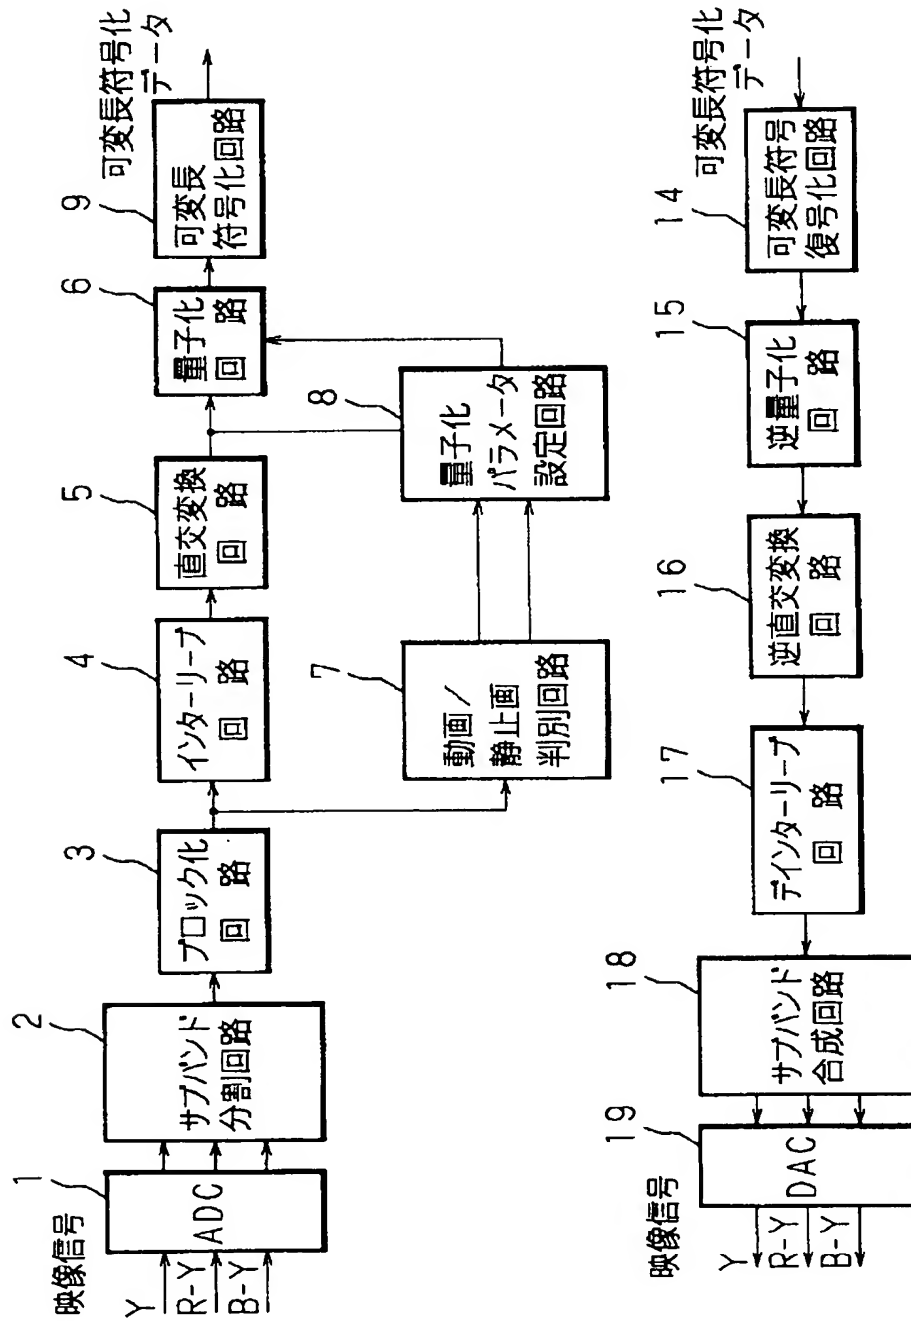 映像信号
Y
R-Y
B-Y
1
ADC
2
サブバンド
分割回路
3
ブロック化
回 路
4
インターリーブ
回 路
5
直交変換
回 路
6
量子化
回 路
9
可変長
符号化回路
可変長符号化
データ
7
動画/
静止画
判別回路
8
量子化
パラメータ
設定回路
映像信号
Y
R-Y
B-Y
19
DAC
18
サブバンド
合成回路
17
デインターリーブ
回 路
16
逆直交変換
回 路
15
逆量子化
回 路
14
可変長符号
復号化回路
可変長符号化
データ